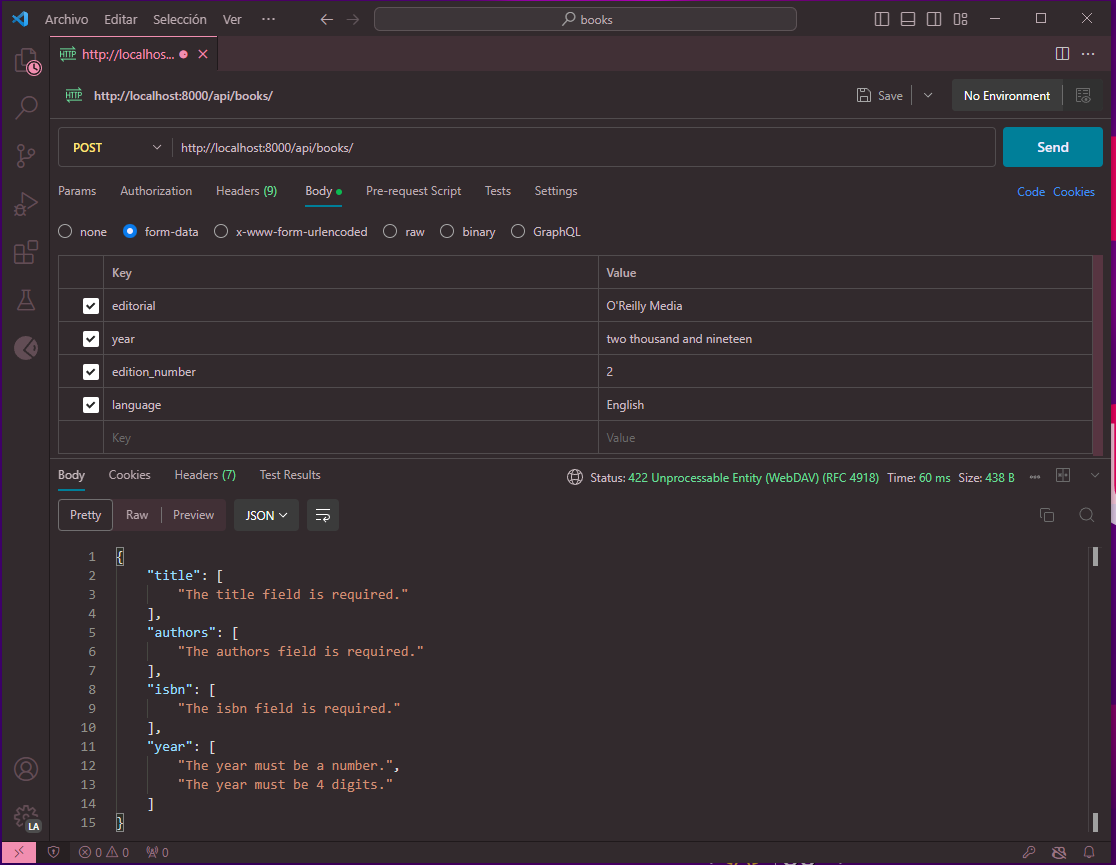 Archivo Editar Selección Ver ··· books
HTTP http://localhos...
HTTP http://localhost:8000/api/books/ Save No Environment
POST http://localhost:8000/api/books/ Send
Params Authorization Headers (9) Body Pre-request Script Tests Settings Code Cookies
none form-data x-www-form-urlencoded raw binary GraphQL
Key Value
editorial O'Reilly Media
year two thousand and nineteen
edition_number 2
language English
Key Value
Body Cookies Headers (7) Test Results Status: 422 Unprocessable Entity (WebDAV) (RFC 4918) Time: 60 ms Size: 438 B
Pretty Raw Preview JSON
1 {
2 "title": [
3 "The title field is required."
4 ],
5 "authors": [
6 "The authors field is required."
7 ],
8 "isbn": [
9 "The isbn field is required."
10 ],
11 "year": [
12 "The year must be a number.",
13 "The year must be 4 digits."
14 ]
15 }
LA
0 0 0